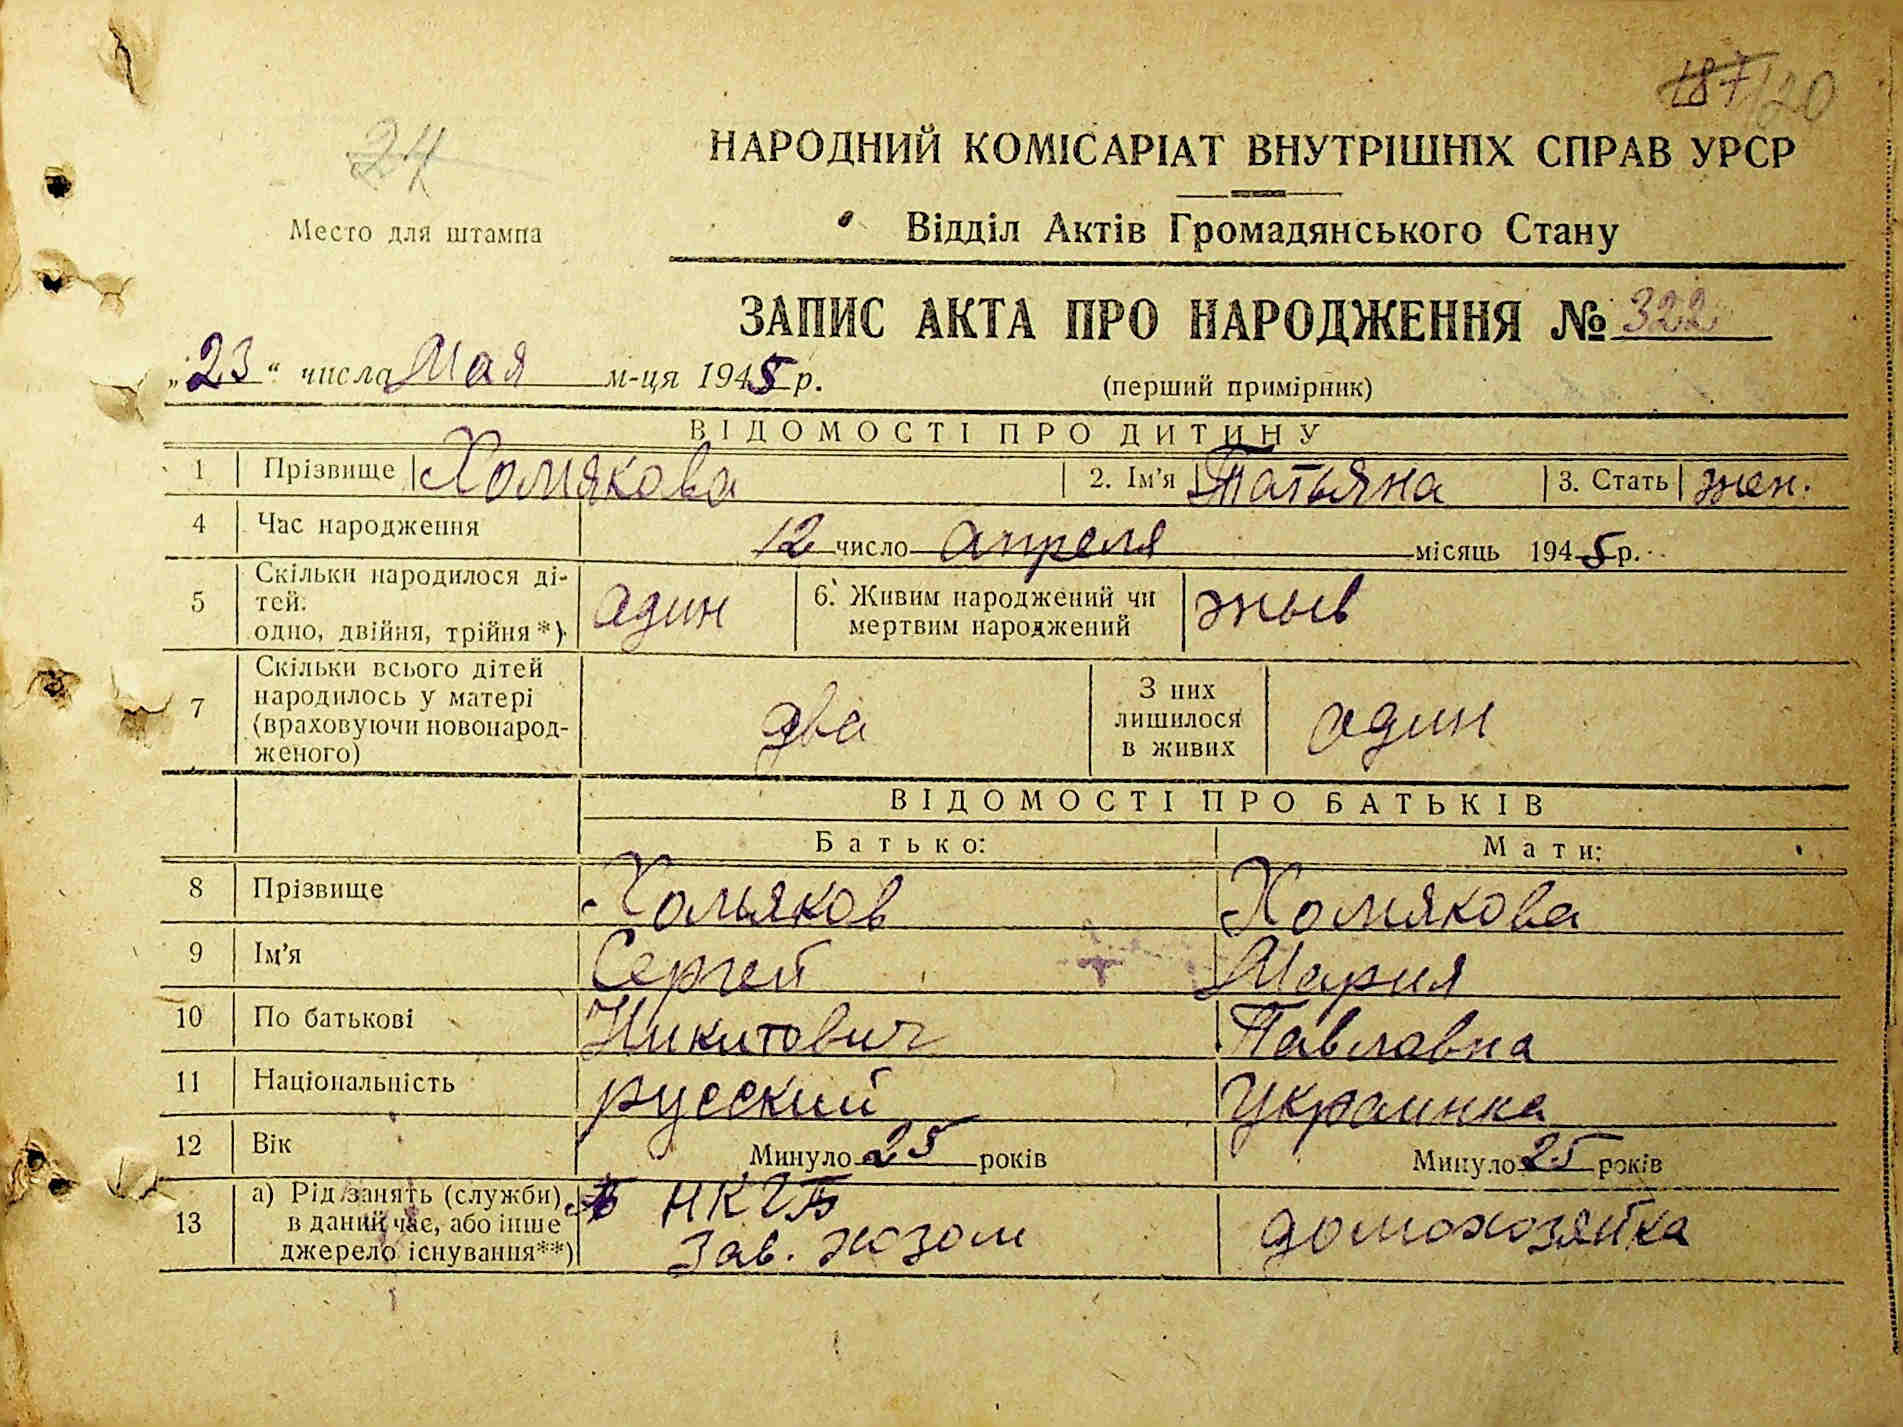 187 120
24
НАРОДНИЙ КОМІСАРІАТ ВНУТРІШНІХ СПРАВ УРСР
Место для штампа
Відділ Актів Громадянського Стану
ЗАПИС АКТА ПРО НАРОДЖЕННЯ № 322
„23“ числа Мая м-ця 1945 р.
(перший примірник)
ВІДОМОСТІ ПРО ДИТИНУ
1 Прізвище Хомякова 2. Ім'я Татьяна 3. Стать жен.
4 Час народження 12 число апреля місяць 1945 р.
5 Скільки народилося дітей: одно, двійня, трійня*) адин 6. Живим народжений чи мертвим народжений жыв
7 Скільки всього дітей народилось у матері (враховуючи новонародженого) два З них лишилося в живих адин
ВІДОМОСТІ ПРО БАТЬКІВ
Батько: Мати:
8 Прізвище Хомяков Хомякова
9 Ім'я Сергей Мария
10 По батькові Никитович Павловна
11 Національність русский Украинка
12 Вік Минуло 25 років Минуло 25 років
13 а) Рід занять (служби) в даний час, або інше джерело існування**) В НКГБ Зав. хозом домохозяйка